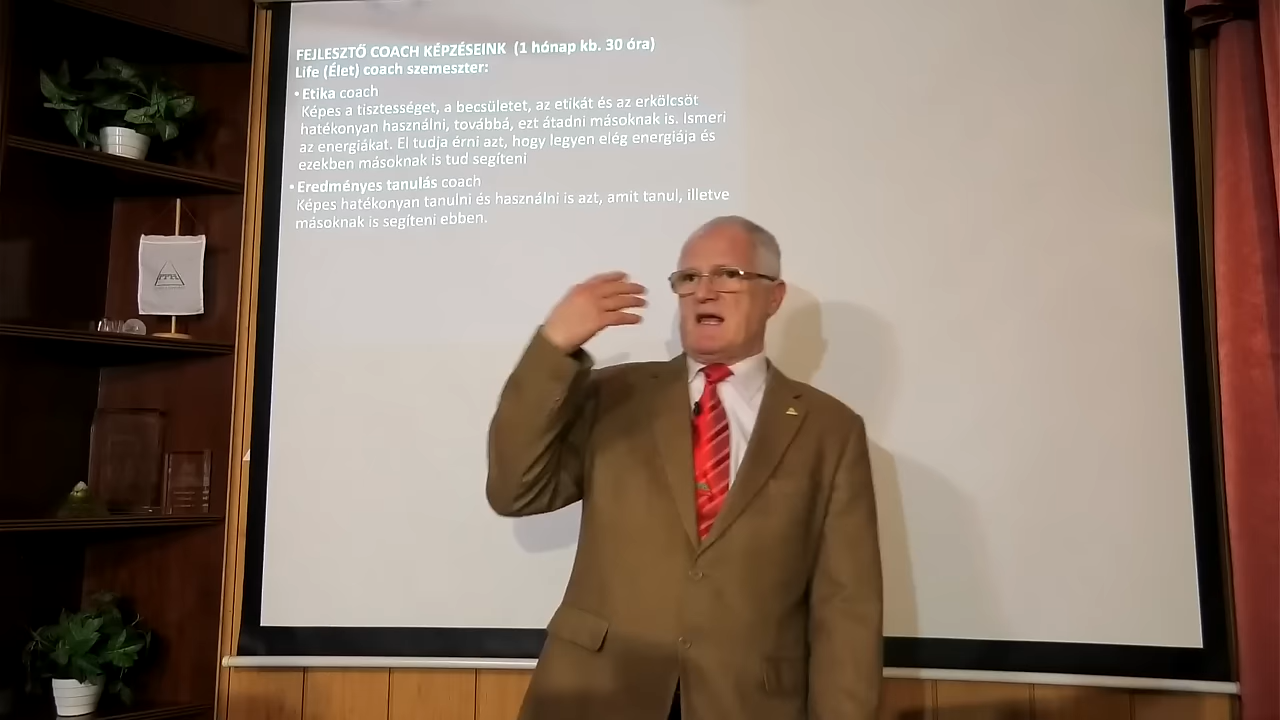 FEJLESZTŐ COACH KÉPZÉSEINK (1 hónap kb. 30 óra)
Life (Élet) coach szemeszter:
• Etika coach
Képes a tisztességet, a becsületet, az etikát és az erkölcsöt
hatékonyan használni, továbbá, ezt átadni másoknak is. Ismeri
az energiákat. El tudja érni azt, hogy legyen elég energiája és
ezekben másoknak is tud segíteni
• Eredményes tanulás coach
Képes hatékonyan tanulni és használni is azt, amit tanul, illetve
másoknak is segíteni ebben.